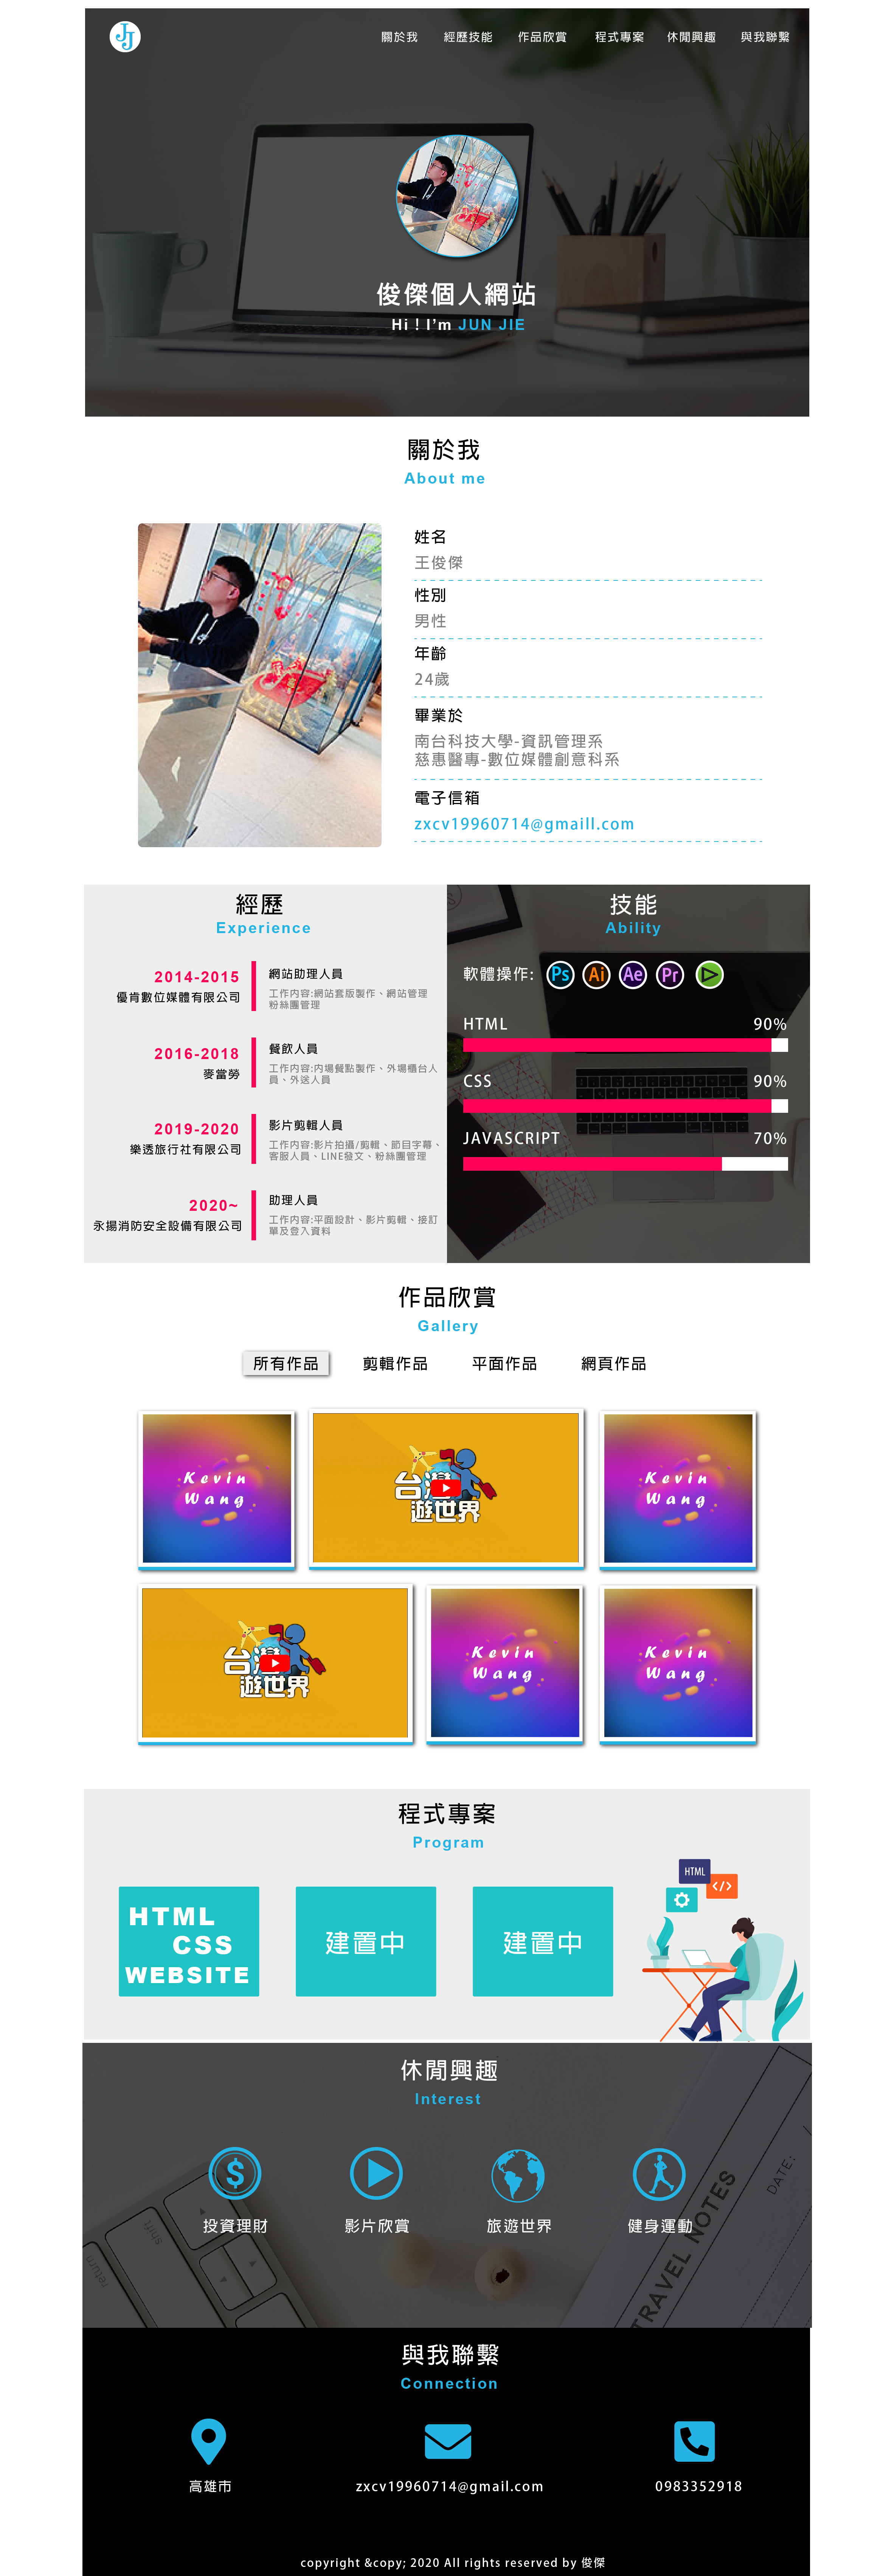 JJ
關於我 經歷技能 作品欣賞 程式專案 休閒興趣 與我聯繫
俊傑個人網站
Hi ! I'm JUN JIE
關於我
About me
姓名
王俊傑
性別
男性
年齡
24歲
畢業於
南台科技大學-資訊管理系
慈惠醫專-數位媒體創意科系
電子信箱
zxcv19960714@gmaill.com
經歷
Experience
2014-2015
優肯數位媒體有限公司
網站助理人員
工作內容:網站套版製作、網站管理
粉絲團管理
2016-2018
麥當勞
餐飲人員
工作內容:內場餐點製作、外場櫃台人
員、外送人員
2019-2020
樂透旅行社有限公司
影片剪輯人員
工作內容:影片拍攝/剪輯、節目字幕、
客服人員、LINE發文、粉絲團管理
2020~
永揚消防安全設備有限公司
助理人員
工作內容:平面設計、影片剪輯、接訂
單及登入資料
技能
Ability
軟體操作: Ps Ai Ae Pr
HTML 90%
CSS 90%
JAVASCRIPT 70%
作品欣賞
Gallery
所有作品 剪輯作品 平面作品 網頁作品
Kevin
Wang
台灣
遊世界
Kevin
Wang
台灣
遊世界
Kevin
Wang
Kevin
Wang
程式專案
Program
HTML
CSS
WEBSITE
建置中
建置中
HTML
</>
休閒興趣
Interest
$
投資理財 影片欣賞 旅遊世界 健身運動
shift
return
TRAVEL NOTES
DATE:
與我聯繫
Connection
高雄市 zxcv19960714@gmail.com 0983352918
copyright &copy; 2020 All rights reserved by 俊傑